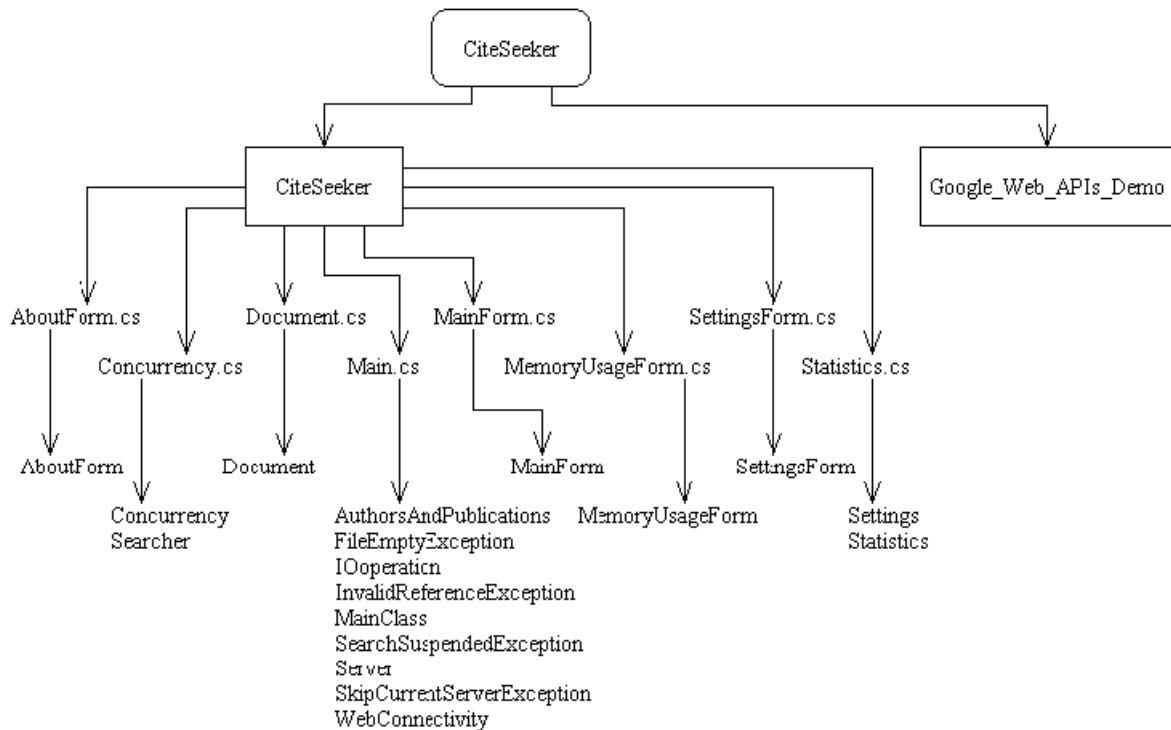 CiteSeeker
CiteSeeker
Google_Web_APIs_Demo
AboutForm.cs
Document.cs
MainForm.cs
SettingsForm.cs
Concurrency.cs
Main.cs
MemoryUsageForm.cs
Statistics.cs
AboutForm
Document
MainForm
SettingsForm
Concurrency
Searcher
AuthorsAndPublications
FileEmptyException
IOoperation
InvalidReferenceException
MainClass
SearchSuspendedException
Server
SkipCurrentServerException
WebConnectivity
MemoryUsageForm
Settings
Statistics